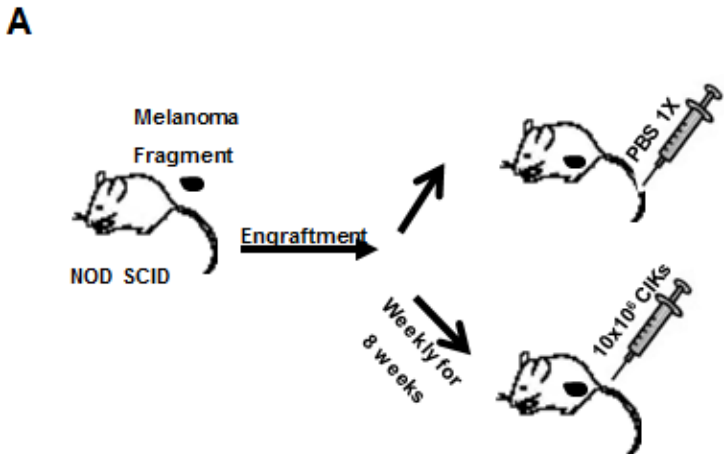 A
Melanoma
Fragment
NOD SCID
Engraftment
PBS 1X
Weekly for
8 weeks
10x10⁶ CIKs